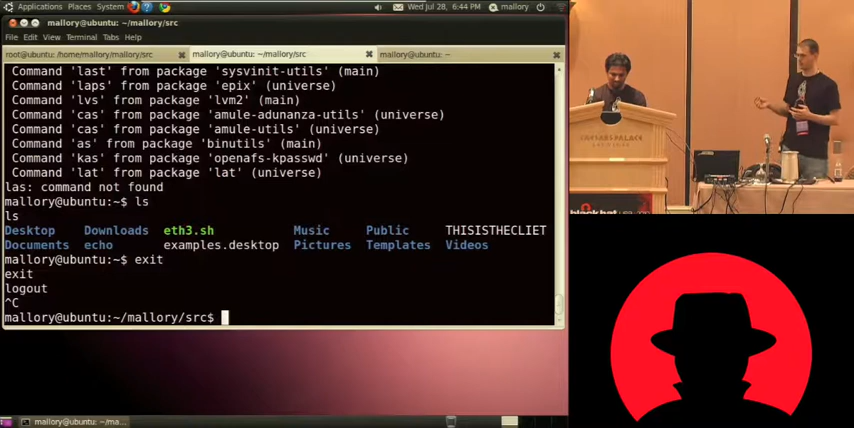 Applications Places System
Wed Jul 28, 6:44 PM
mallory
mallory@ubuntu: ~/mallory/src
File Edit View Terminal Tabs Help
root@ubuntu: /home/mallory/mallory/src
mallory@ubuntu: ~/mallory/src
mallory@ubuntu: ~
Command 'last' from package 'sysvinit-utils' (main)
Command 'laps' from package 'epix' (universe)
Command 'lvs' from package 'lvm2' (main)
Command 'cas' from package 'amule-adunanza-utils' (universe)
Command 'cas' from package 'amule-utils' (universe)
Command 'as' from package 'binutils' (main)
Command 'kas' from package 'openafs-kpasswd' (universe)
Command 'lat' from package 'lat' (universe)
las: command not found
mallory@ubuntu:~$ ls
ls
Desktop Downloads eth3.sh Music Public THISISTHECLIET
Documents echo examples.desktop Pictures Templates Videos
mallory@ubuntu:~$ exit
exit
logout
^C
mallory@ubuntu:~/mallory/src$
CAESARS PALACE
black hat
mallory@ubuntu: ~/ma...